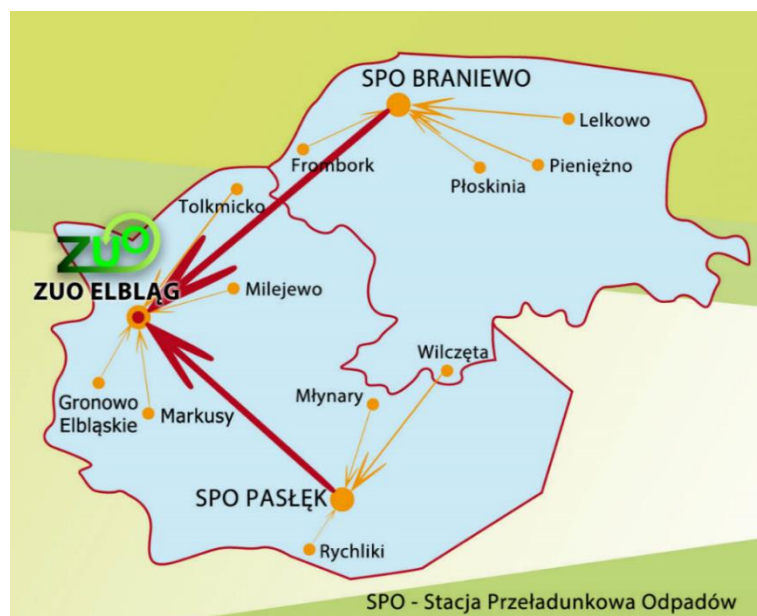 SPO BRANIEWO
Lelkowo
Frombork
Płoskinia
Pieniężno
Tolkmicko
ZUO
ZUO ELBLĄG
Milejewo
Wilczęta
Młynary
Gronowo
Elbląskie
Markusy
SPO PASŁĘK
Rychliki
SPO - Stacja Przeładunkowa Odpadów